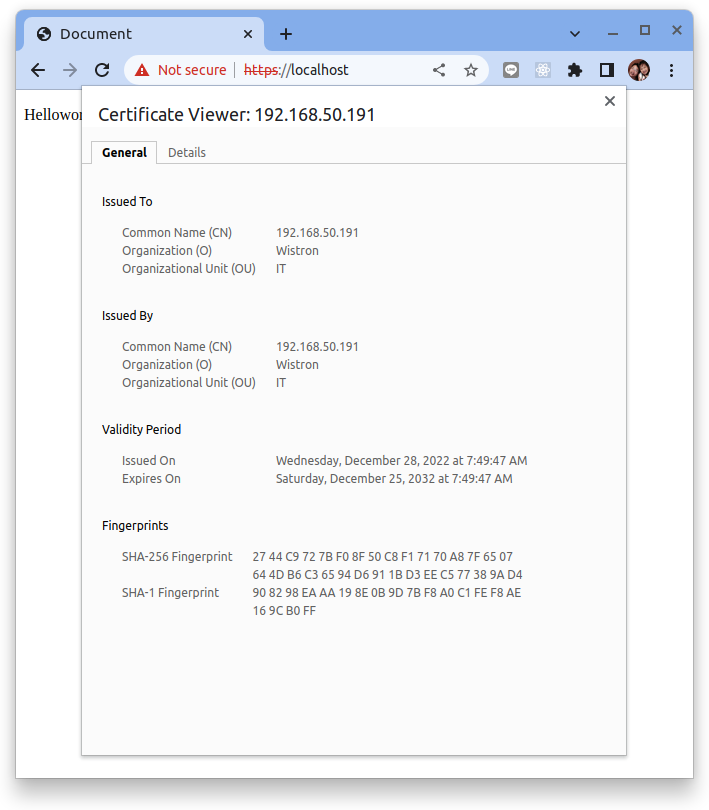 Document
Not secure https://localhost
Certificate Viewer: 192.168.50.191
General Details
Issued To
Common Name (CN) 192.168.50.191
Organization (O) Wistron
Organizational Unit (OU) IT
Issued By
Common Name (CN) 192.168.50.191
Organization (O) Wistron
Organizational Unit (OU) IT
Validity Period
Issued On Wednesday, December 28, 2022 at 7:49:47 AM
Expires On Saturday, December 25, 2032 at 7:49:47 AM
Fingerprints
SHA-256 Fingerprint 27 44 C9 72 7B F0 8F 50 C8 F1 71 70 A8 7F 65 07
64 4D B6 C3 65 94 D6 91 1B D3 EE C5 77 38 9A D4
SHA-1 Fingerprint 90 82 98 EA AA 19 8E 0B 9D 7B F8 A0 C1 FE F8 AE
16 9C B0 FF